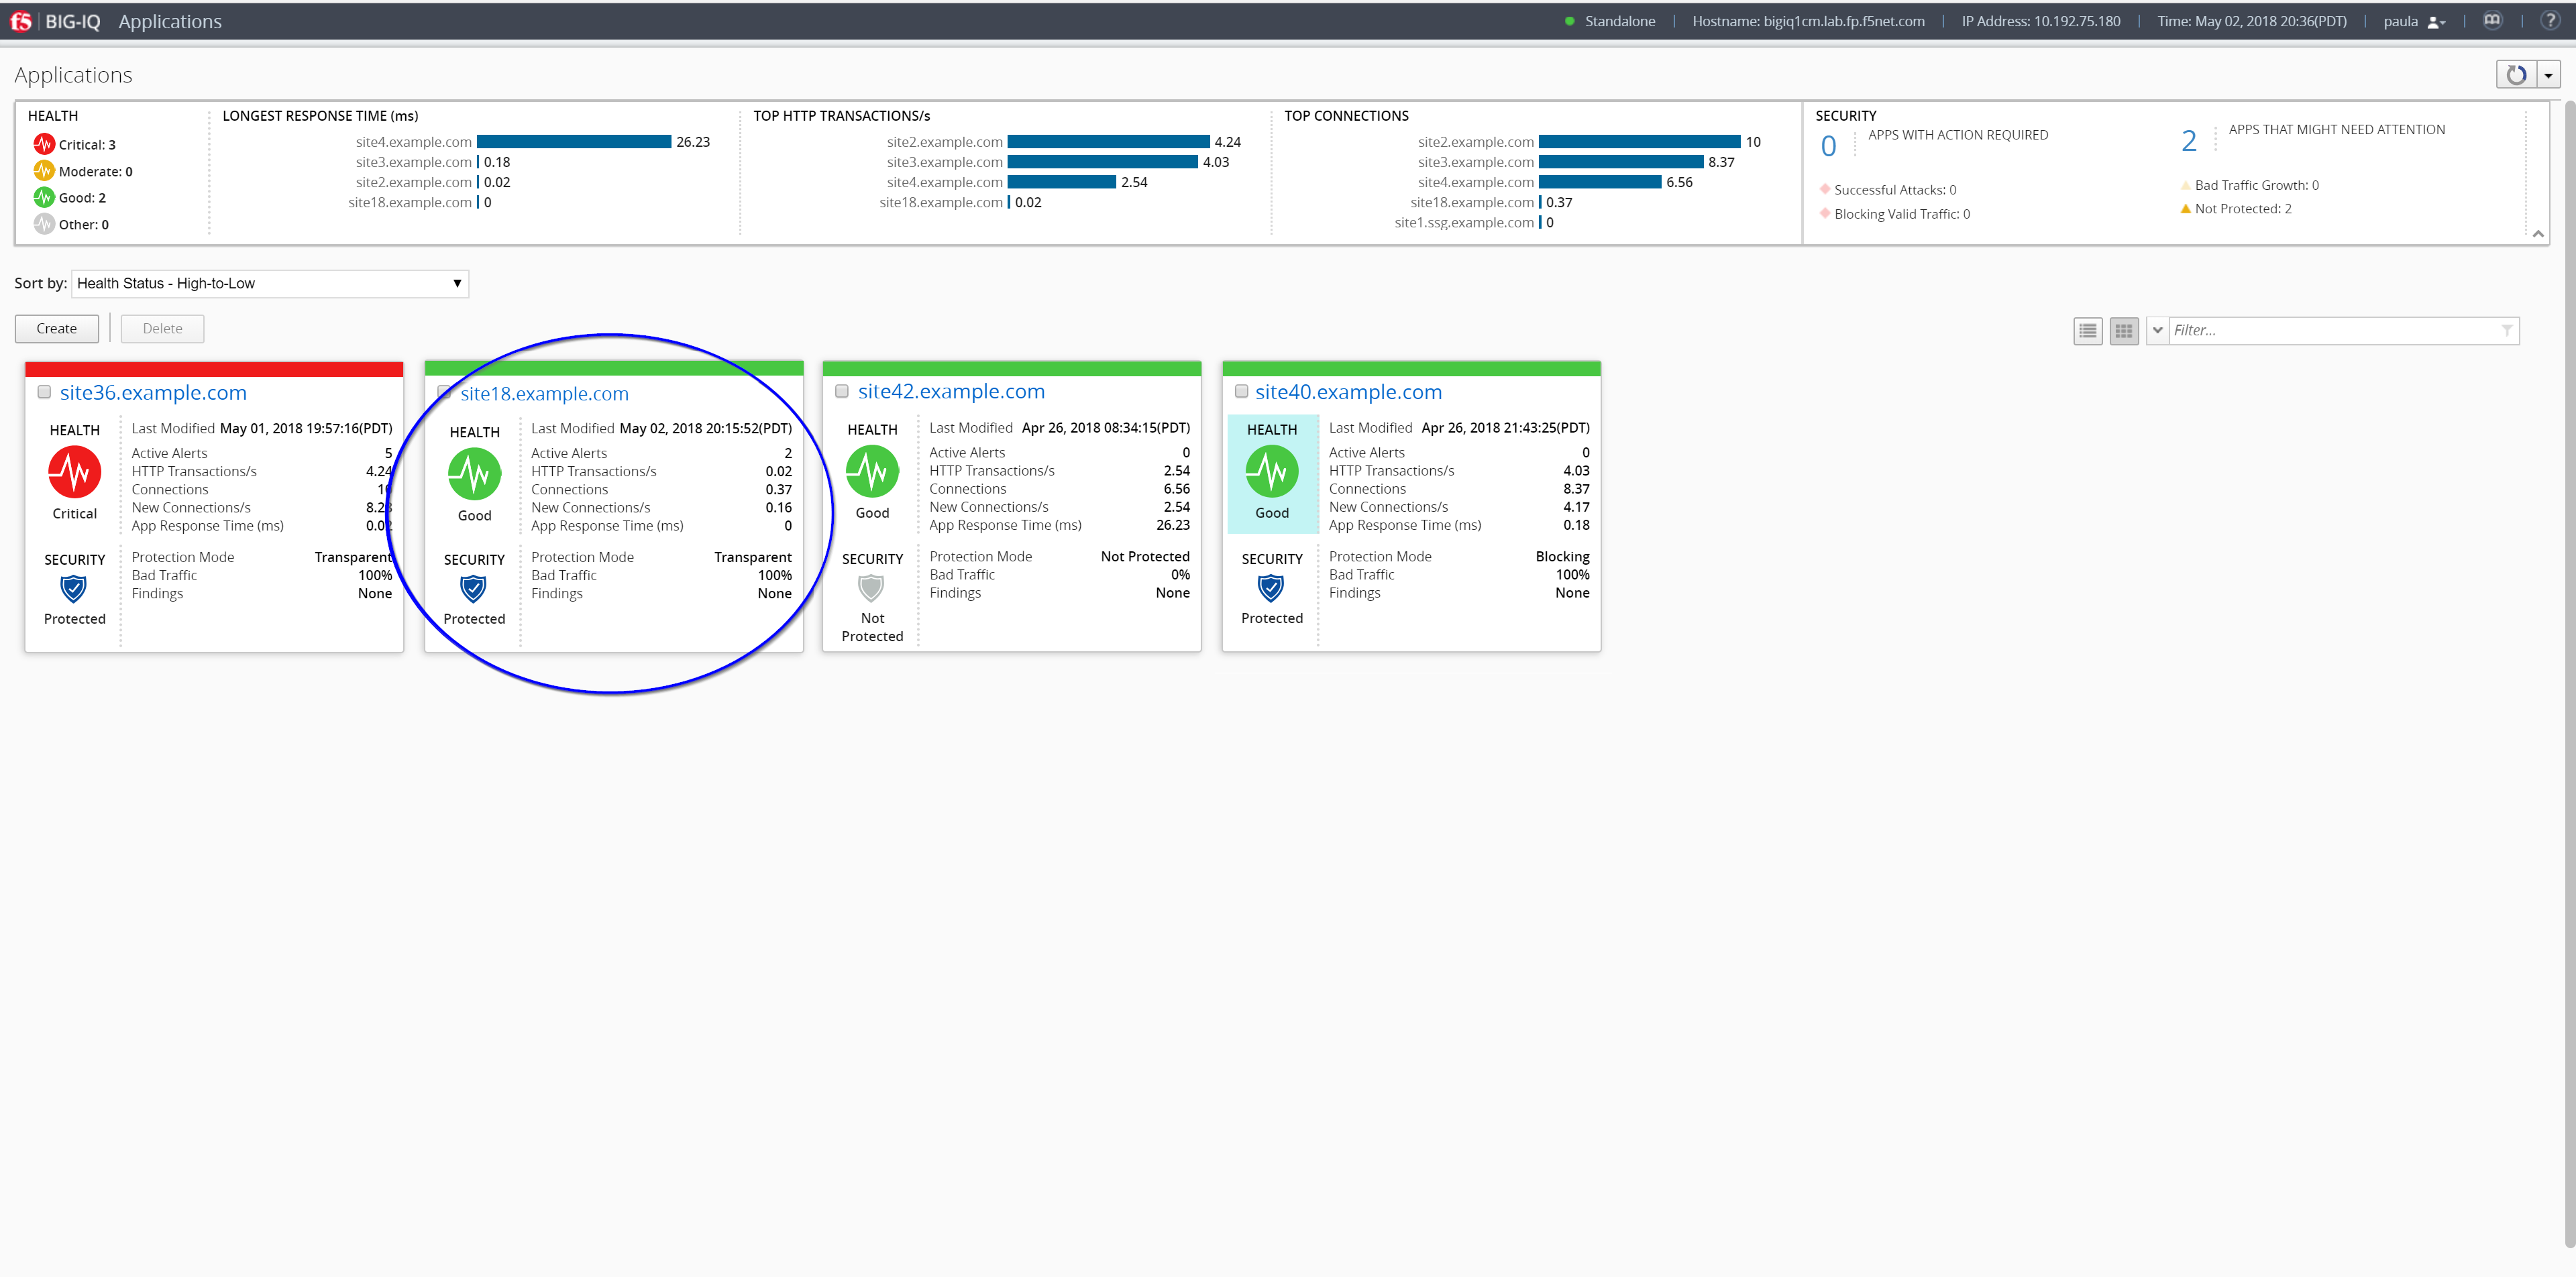 f5 BIG-IQ Applications
Standalone Hostname: bigiq1cm.lab.fp.f5net.com IP Address: 10.192.75.180 Time: May 02, 2018 20:36(PDT) paula ?
Applications
HEALTH
Critical: 3
Moderate: 0
Good: 2
Other: 0
LONGEST RESPONSE TIME (ms)
site4.example.com 26.23
site3.example.com 0.18
site2.example.com 0.02
site18.example.com 0
TOP HTTP TRANSACTIONS/s
site2.example.com 4.24
site3.example.com 4.03
site4.example.com 2.54
site18.example.com 0.02
TOP CONNECTIONS
site2.example.com 10
site3.example.com 8.37
site4.example.com 6.56
site18.example.com 0.37
site1.ssg.example.com 0
SECURITY
0 APPS WITH ACTION REQUIRED
Successful Attacks: 0
Blocking Valid Traffic: 0
2 APPS THAT MIGHT NEED ATTENTION
Bad Traffic Growth: 0
Not Protected: 2
Sort by: Health Status - High-to-Low
Create Delete
Filter...
site36.example.com
HEALTH
Critical
Last Modified May 01, 2018 19:57:16(PDT)
Active Alerts 5
HTTP Transactions/s 4.24
Connections
New Connections/s
App Response Time (ms)
SECURITY
Protected
Protection Mode Transparent
Bad Traffic 100%
Findings None
site18.example.com
HEALTH
Good
Last Modified May 02, 2018 20:15:52(PDT)
Active Alerts 2
HTTP Transactions/s 0.02
Connections 0.37
New Connections/s 0.16
App Response Time (ms) 0
SECURITY
Protected
Protection Mode Transparent
Bad Traffic 100%
Findings None
site42.example.com
HEALTH
Good
Last Modified Apr 26, 2018 08:34:15(PDT)
Active Alerts 0
HTTP Transactions/s 2.54
Connections 6.56
New Connections/s 2.54
App Response Time (ms) 26.23
SECURITY
Not
Protected
Protection Mode Not Protected
Bad Traffic 0%
Findings None
site40.example.com
HEALTH
Good
Last Modified Apr 26, 2018 21:43:25(PDT)
Active Alerts 0
HTTP Transactions/s 4.03
Connections 8.37
New Connections/s 4.17
App Response Time (ms) 0.18
SECURITY
Protected
Protection Mode Blocking
Bad Traffic 100%
Findings None